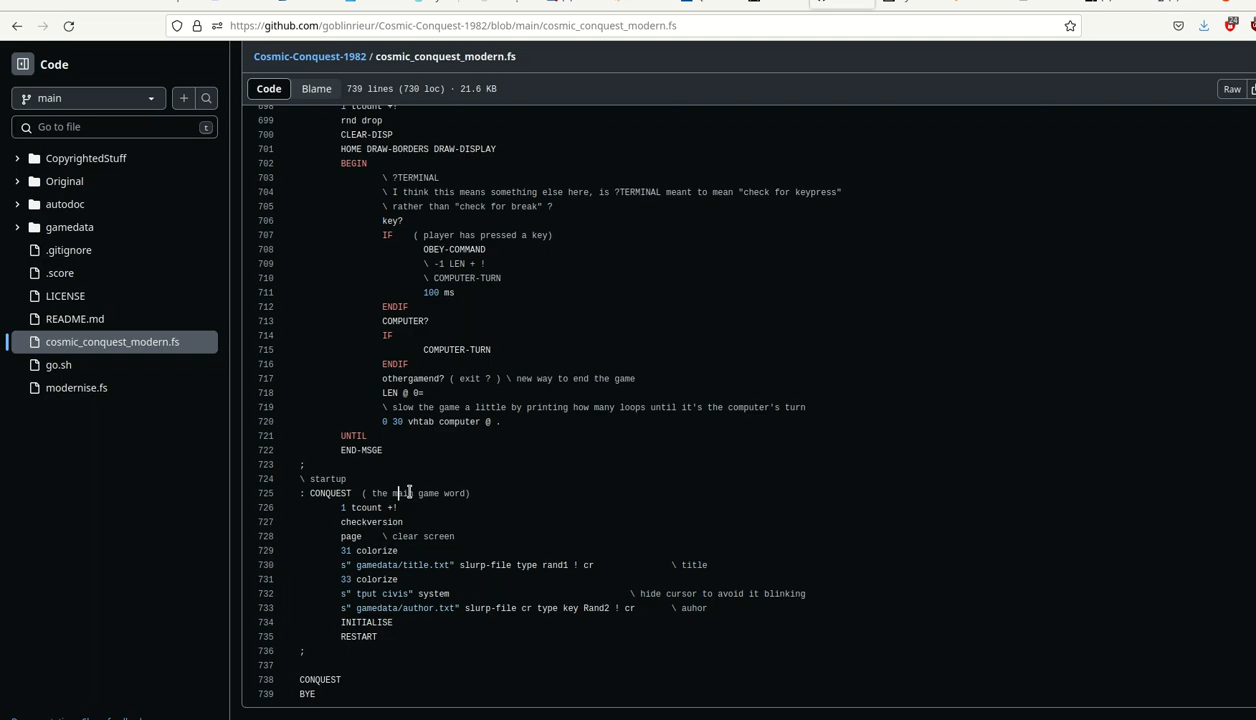 https://github.com/goblinrieur/Cosmic-Conquest-1982/blob/main/cosmic_conquest_modern.fs
24
Code
main
Go to file
t
CopyrightedStuff
Original
autodoc
gamedata
.gitignore
.score
LICENSE
README.md
cosmic_conquest_modern.fs
go.sh
modernise.fs
Cosmic-Conquest-1982 / cosmic_conquest_modern.fs
Code Blame 739 lines (730 loc) · 21.6 KB
Raw
698 1 tcount +!
699 rnd drop
700 CLEAR-DISP
701 HOME DRAW-BORDERS DRAW-DISPLAY
702 BEGIN
703 \ ?TERMINAL
704 \ I think this means something else here, is ?TERMINAL meant to mean "check for keypress"
705 \ rather than "check for break" ?
706 key?
707 IF ( player has pressed a key)
708 OBEY-COMMAND
709 \ -1 LEN + !
710 \ COMPUTER-TURN
711 100 ms
712 ENDIF
713 COMPUTER?
714 IF
715 COMPUTER-TURN
716 ENDIF
717 othergamend? ( exit ? ) \ new way to end the game
718 LEN @ 0=
719 \ slow the game a little by printing how many loops until it's the computer's turn
720 0 30 vhtab computer @ .
721 UNTIL
722 END-MSGE
723 ;
724 \ startup
725 : CONQUEST ( the main game word)
726 1 tcount +!
727 checkversion
728 page \ clear screen
729 31 colorize
730 s" gamedata/title.txt" slurp-file type rand1 ! cr \ title
731 33 colorize
732 s" tput civis" system \ hide cursor to avoid it blinking
733 s" gamedata/author.txt" slurp-file cr type key Rand2 ! cr \ auhor
734 INITIALISE
735 RESTART
736 ;
737
738 CONQUEST
739 BYE